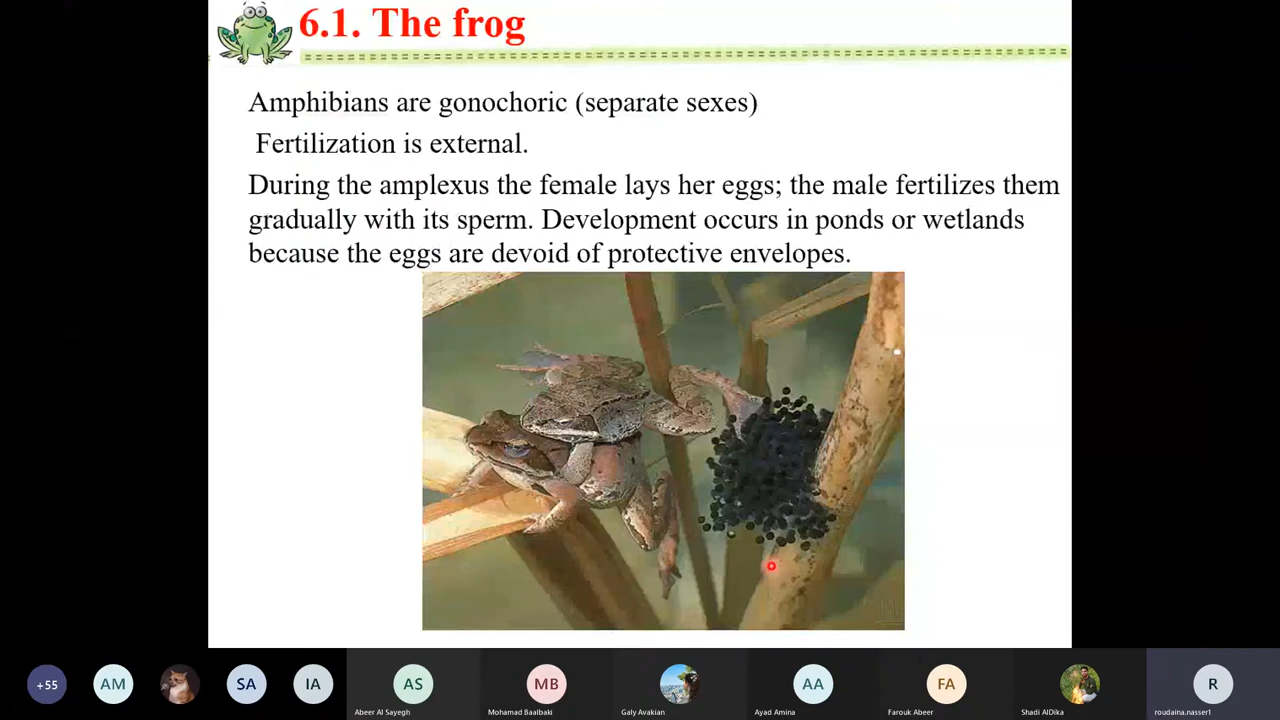 6.1. The frog
Amphibians are gonochoric (separate sexes)
Fertilization is external.
During the amplexus the female lays her eggs; the male fertilizes them
gradually with its sperm. Development occurs in ponds or wetlands
because the eggs are devoid of protective envelopes.
+55
AM
SA
IA
AS
MB
AA
FA
R
Abeer Al Sayegh
Mohamad Baalbaki
Galy Avakian
Ayad Amina
Farouk Abeer
Shadi AlDika
roudaina.nasser1